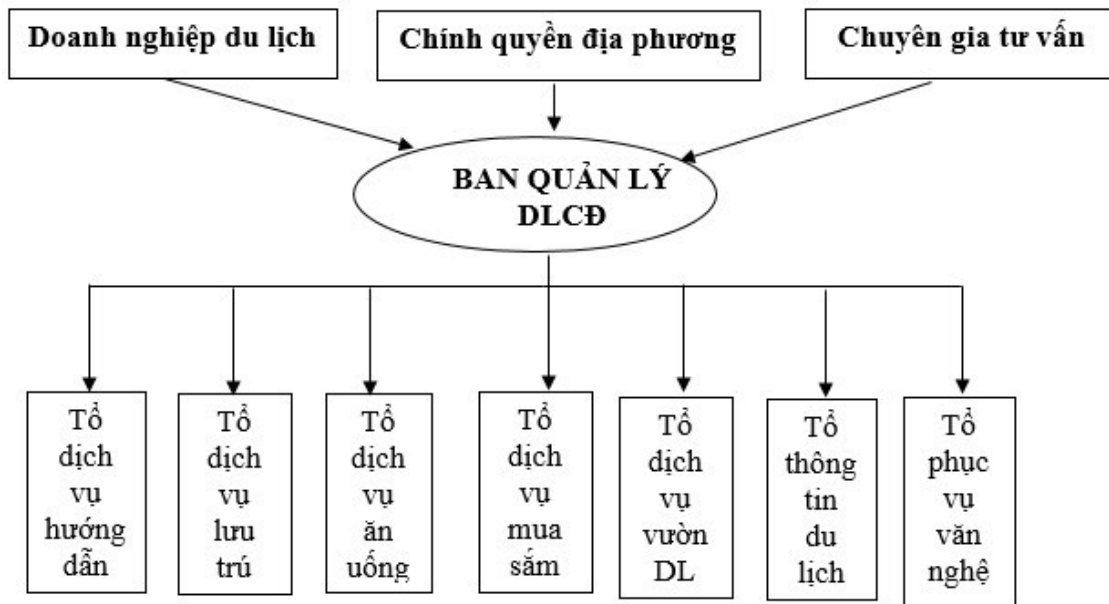 Doanh nghiệp du lịch
Chính quyền địa phương
Chuyên gia tư vấn
BAN QUẢN LÝ
DLCĐ
Tổ
dịch
vụ
hướng
dẫn
Tổ
dịch
vụ
lưu
trú
Tổ
dịch
vụ
ăn
uống
Tổ
dịch
vụ
mua
sắm
Tổ
dịch
vụ
vườn
DL
Tổ
thông
tin
du
lịch
Tổ
phục
vụ
văn
nghệ